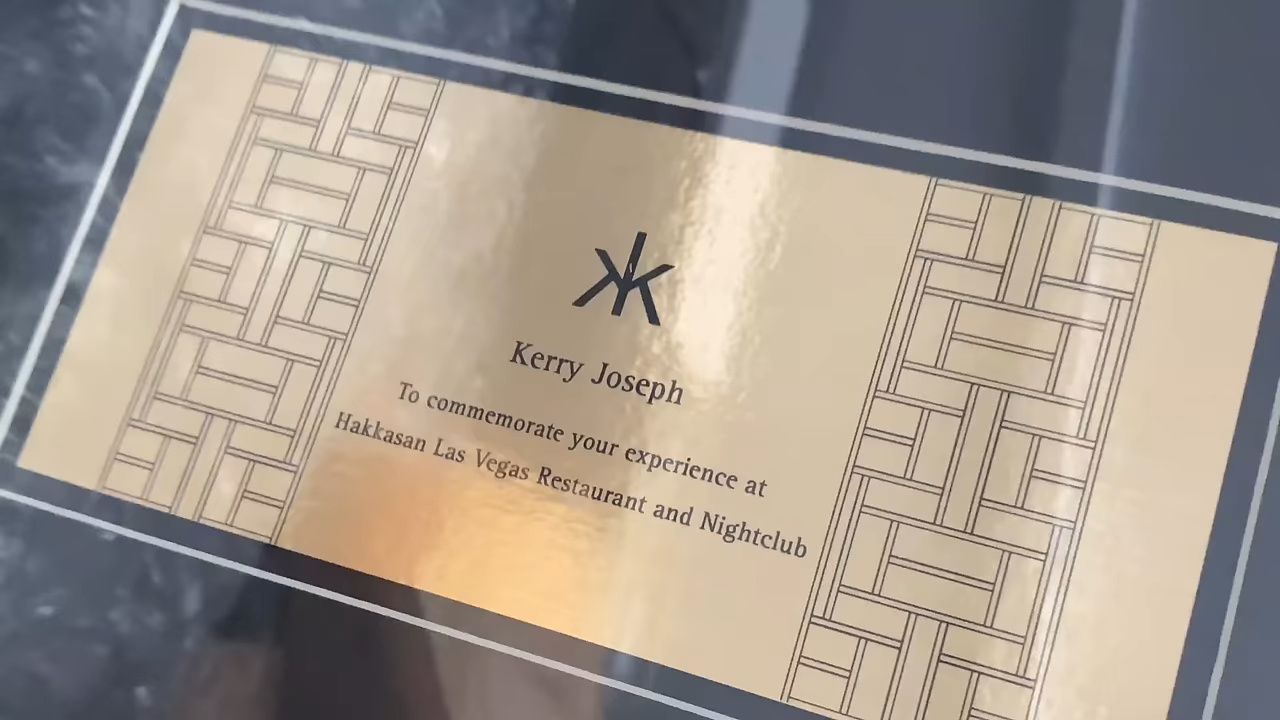 Kerry Joseph
To commemorate your experience at
Hakkasan Las Vegas Restaurant and Nightclub